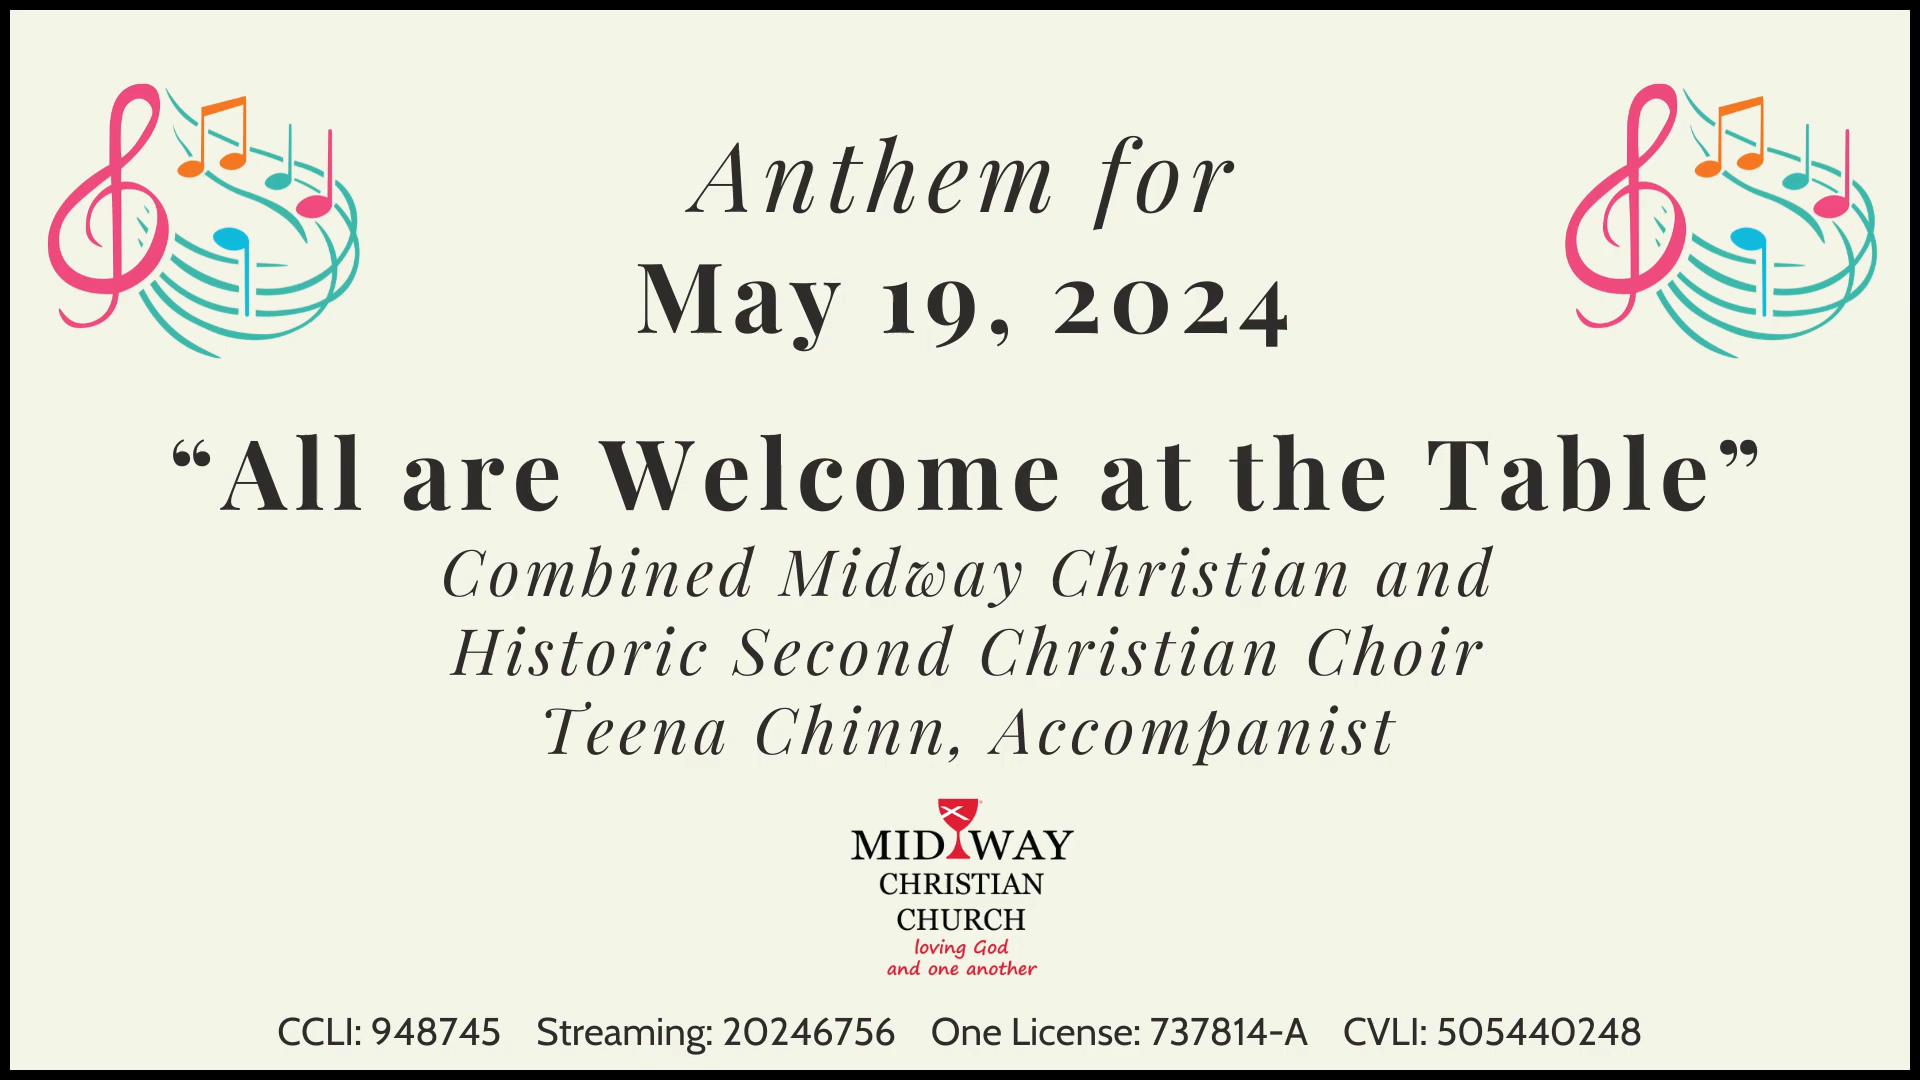 Anthem for
May 19, 2024
“All are Welcome at the Table”
Combined Midway Christian and
Historic Second Christian Choir
Teena Chinn, Accompanist
MIDWAY
CHRISTIAN
CHURCH
loving God
and one another
CCLI: 948745 Streaming: 20246756 One License: 737814-A CVLI: 505440248